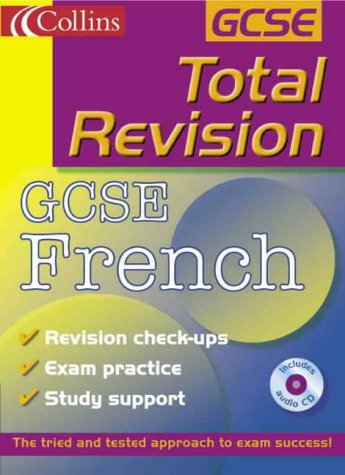 Collins
GCSE
Total
Revision
GCSE
French
Revision check-ups
Exam practice
Study support
includes
audio CD
The tried and tested approach to exam success!